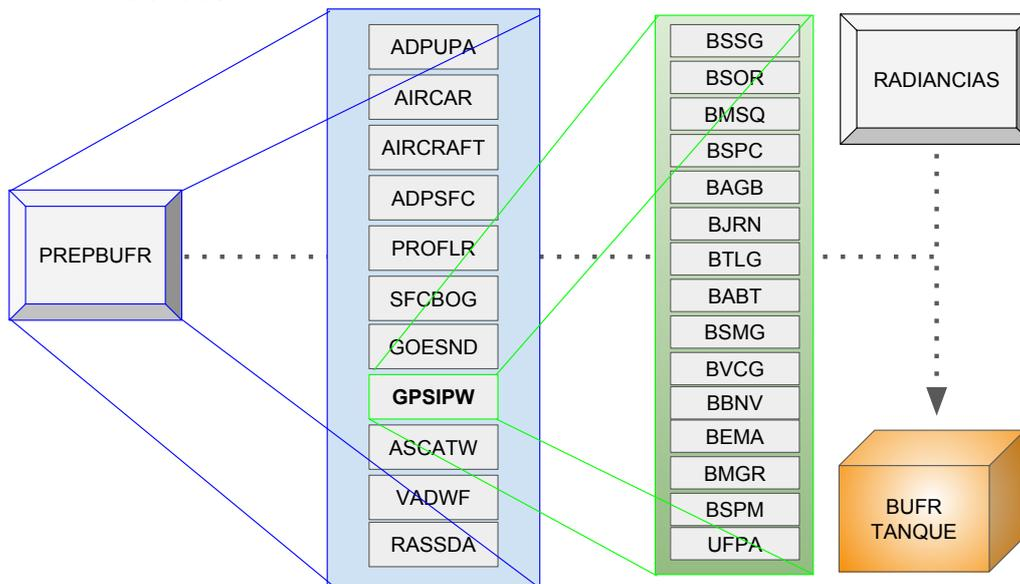 PREPBUFR
ADPUPA
AIRCAR
AIRCRAFT
ADPSFC
PROFLR
SFCBOG
GOESND
GPSIPW
ASCATW
VADWF
RASSDA
BSSG
BSOR
BMSQ
BSPC
BAGB
BJRN
BTLG
BABT
BSMG
BVCG
BBNV
BEMA
BMGR
BSPM
UFPA
RADIANCIAS
BUFR
TANQUE